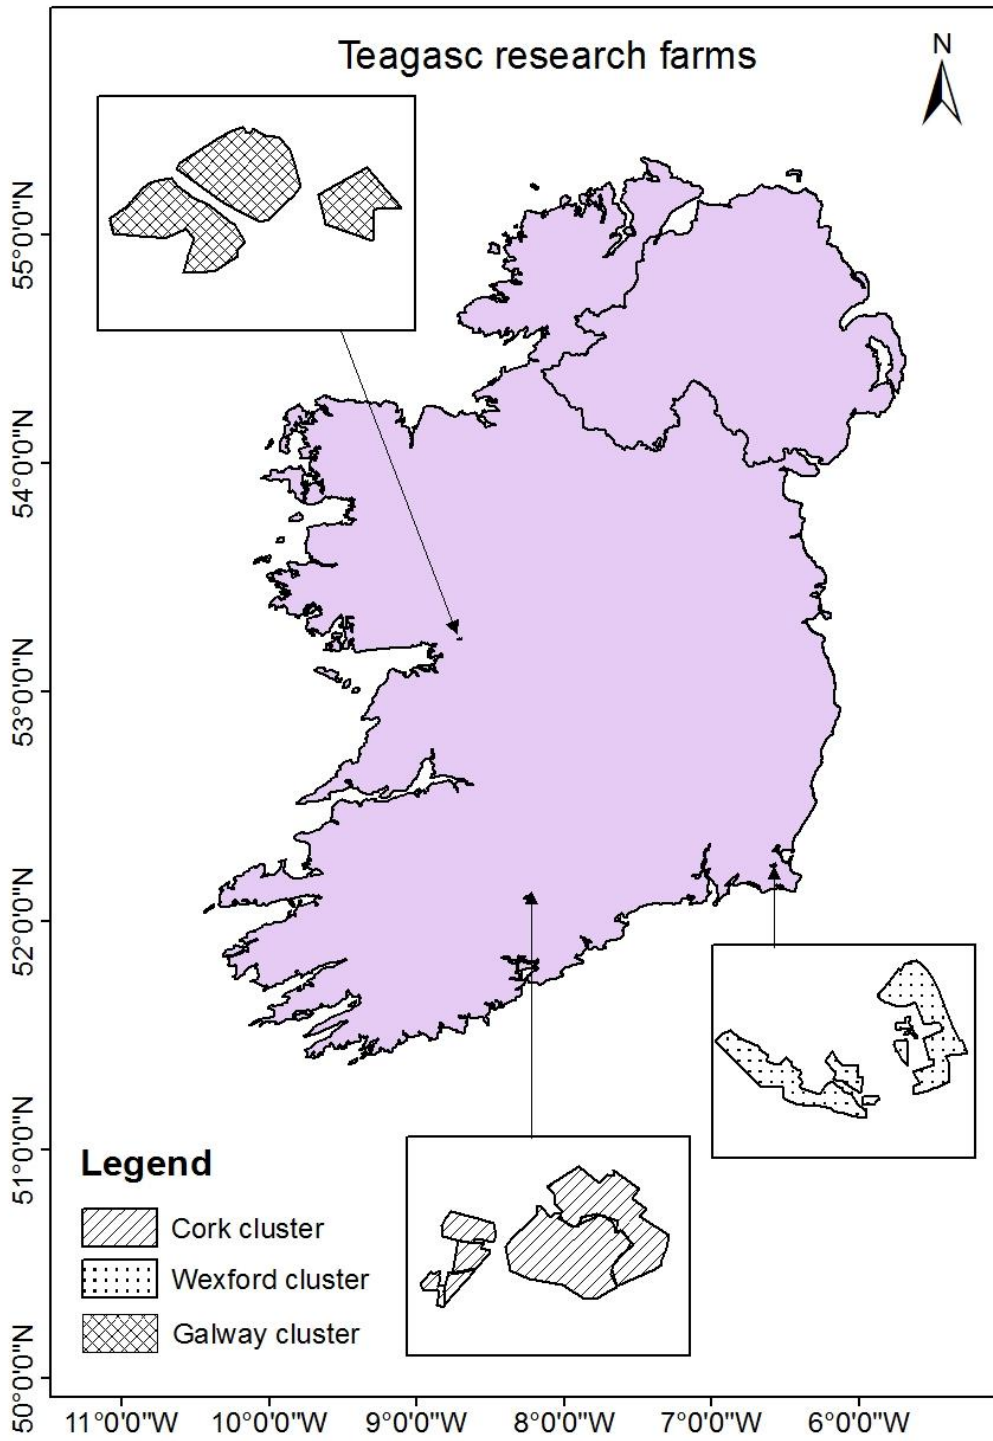 Teagasc research farms
N
55°0'0"N
54°0'0"N
53°0'0"N
52°0'0"N
51°0'0"N
50°0'0"N
Legend
Cork cluster
Wexford cluster
Galway cluster
11°0'0"W 10°0'0"W 9°0'0"W 8°0'0"W 7°0'0"W 6°0'0"W